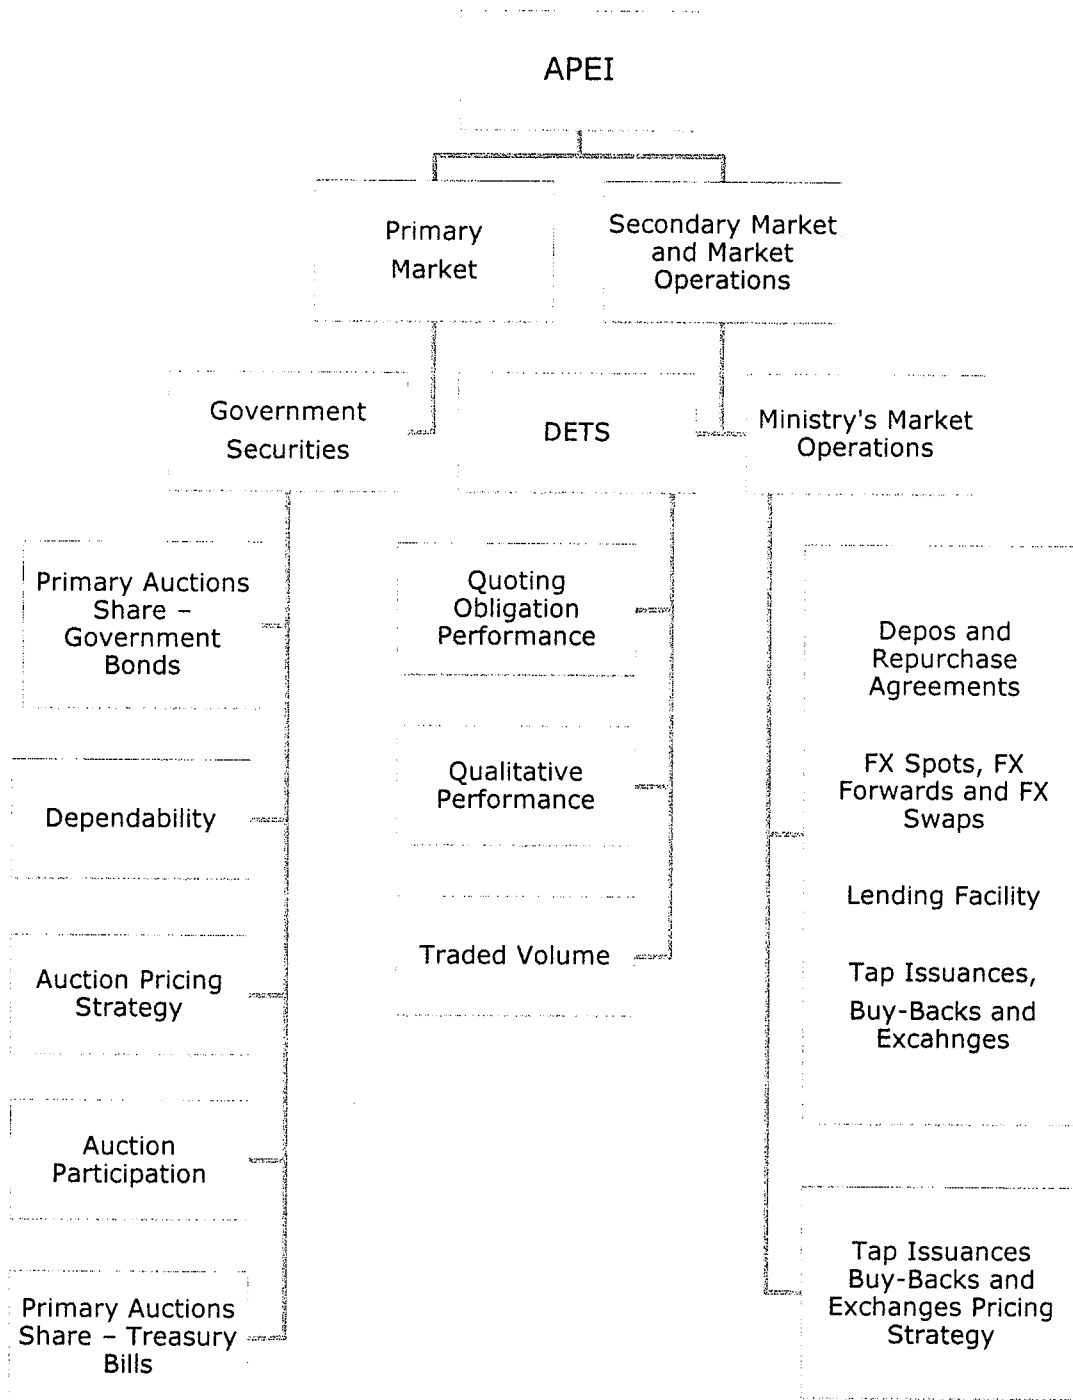 APEI
Primary
Market
Secondary Market
and Market
Operations
Government
Securities
DETS
Ministry's Market
Operations
Primary Auctions
Share –
Government
Bonds
Dependability
Auction Pricing
Strategy
Auction
Participation
Primary Auctions
Share – Treasury
Bills
Quoting
Obligation
Performance
Qualitative
Performance
Traded Volume
Depos and
Repurchase
Agreements
FX Spots, FX
Forwards and FX
Swaps
Lending Facility
Tap Issuances,
Buy-Backs and
Excahnges
Tap Issuances
Buy-Backs and
Exchanges Pricing
Strategy